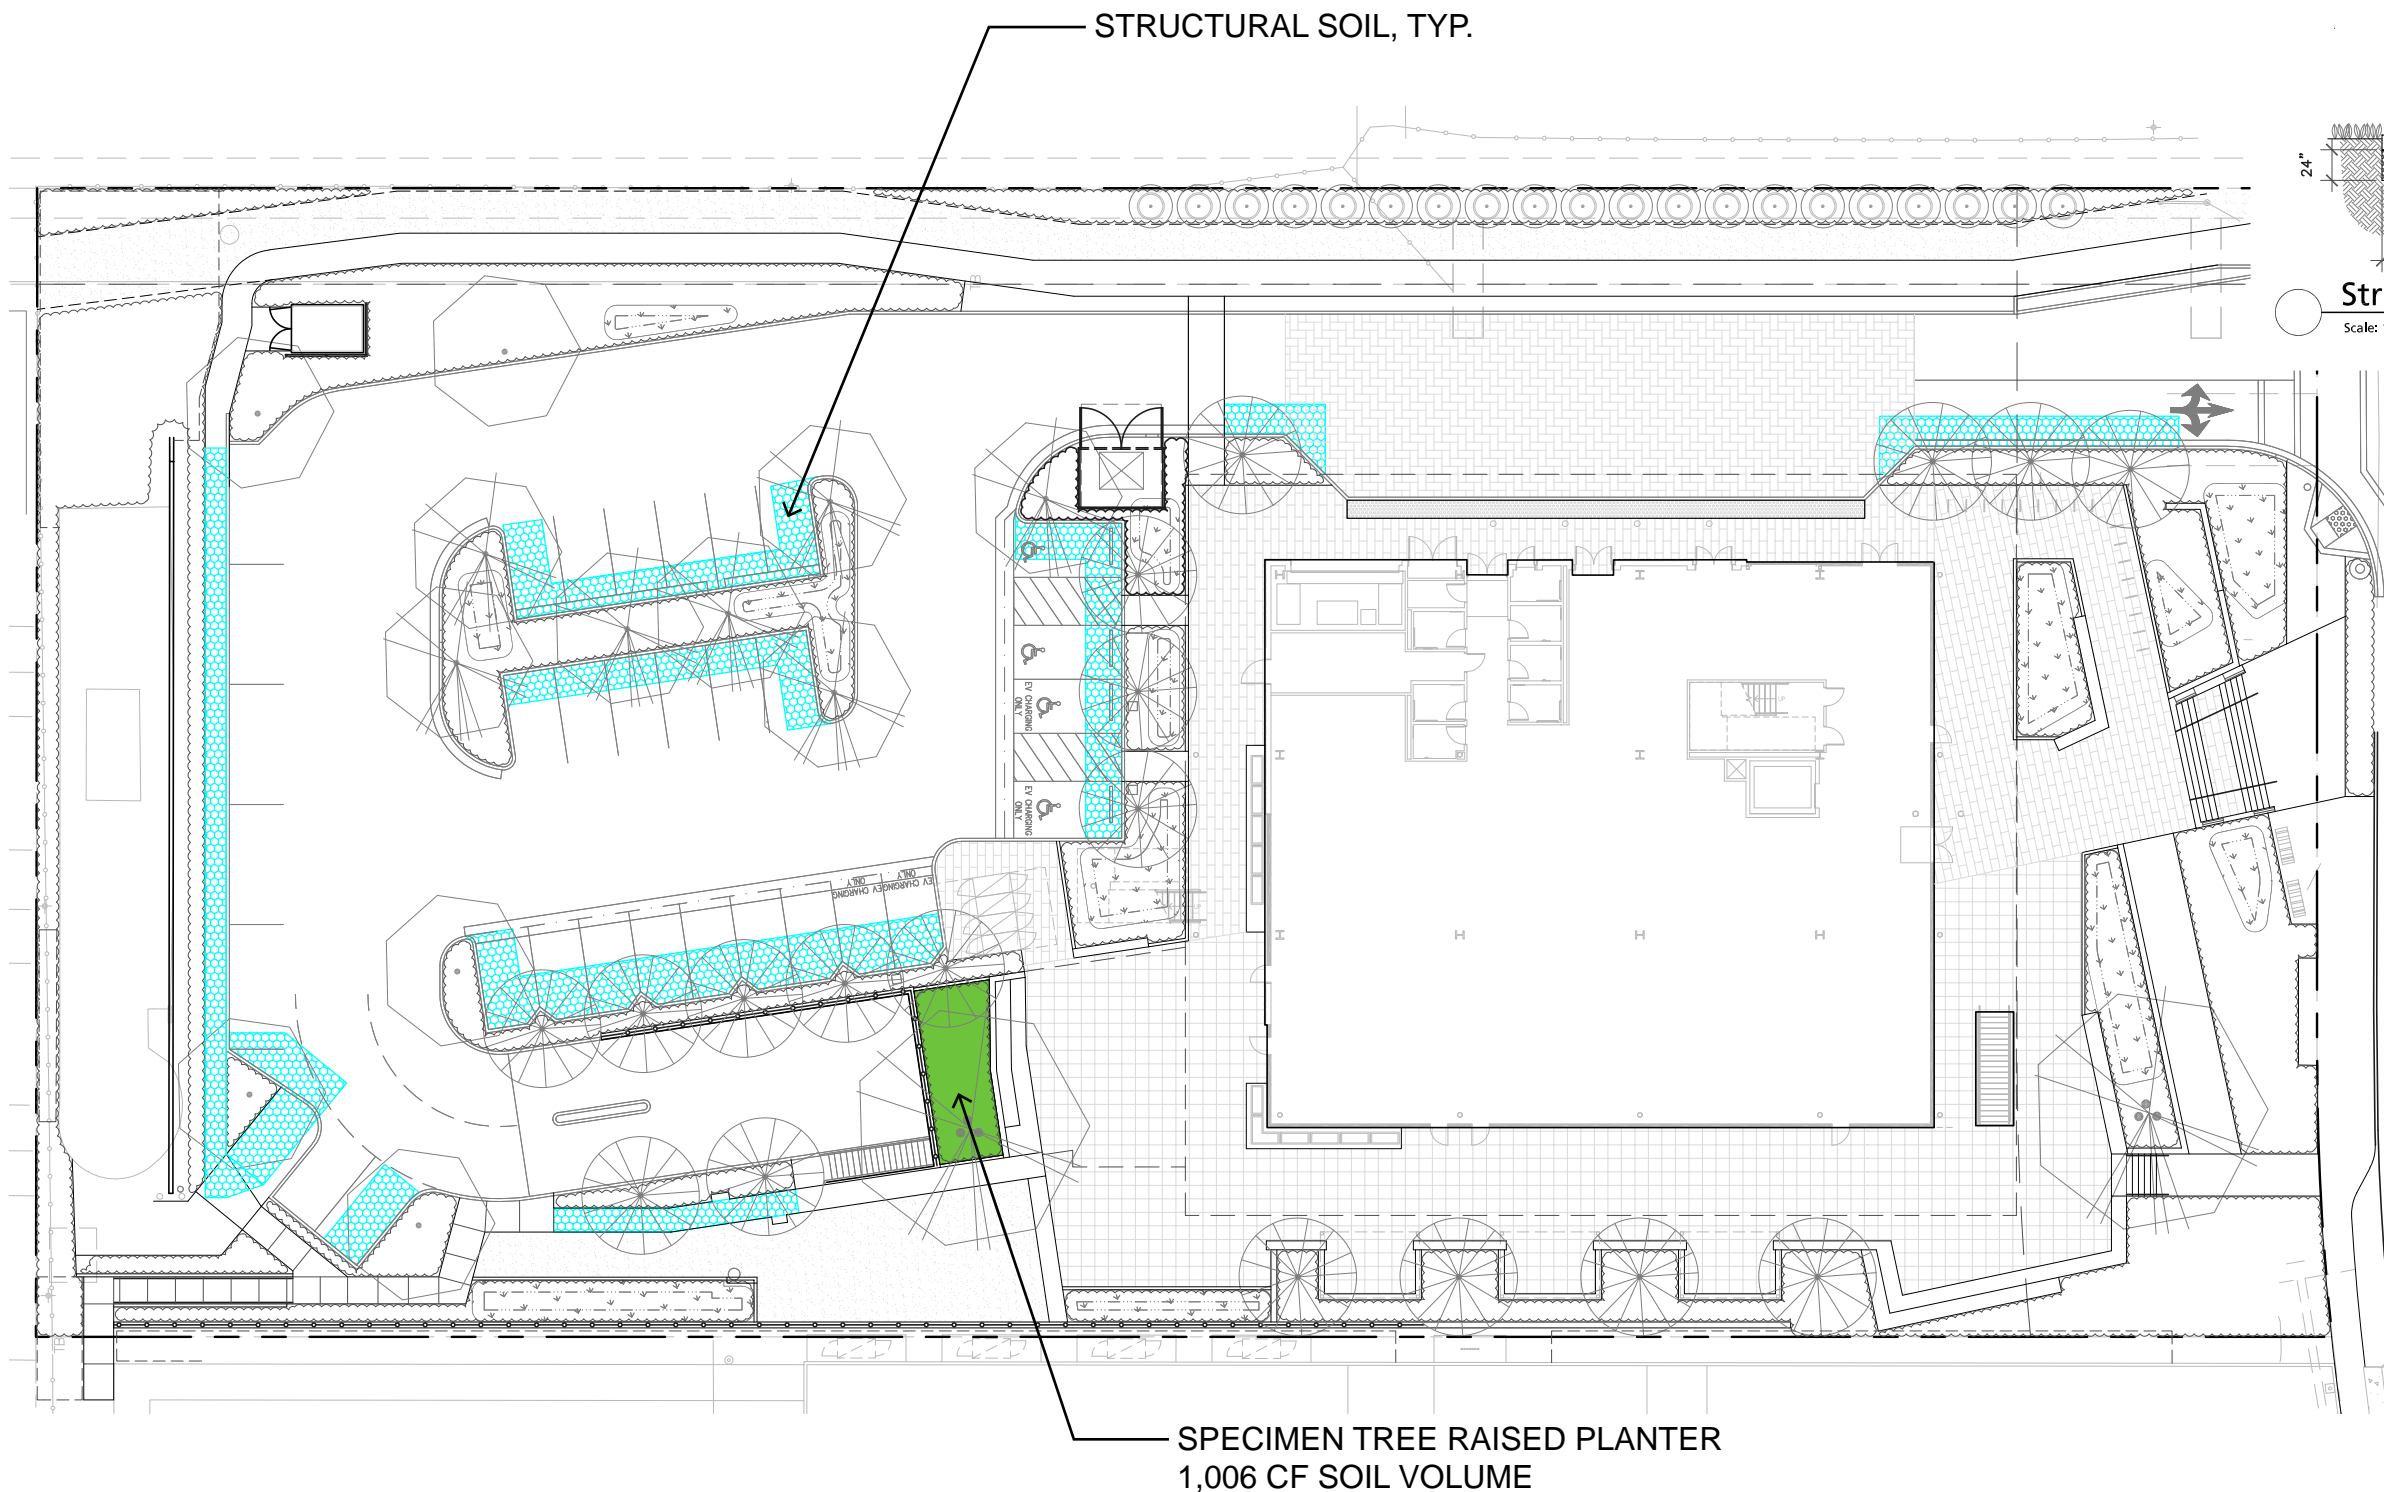 STRUCTURAL SOIL, TYP.
24"
Str
Scale:
EV CHARGING
ONLY
EV CHARGING
ONLY
EV CHARGING
ONLY
EV CHARGING
ONLY
SPECIMEN TREE RAISED PLANTER
1,006 CF SOIL VOLUME